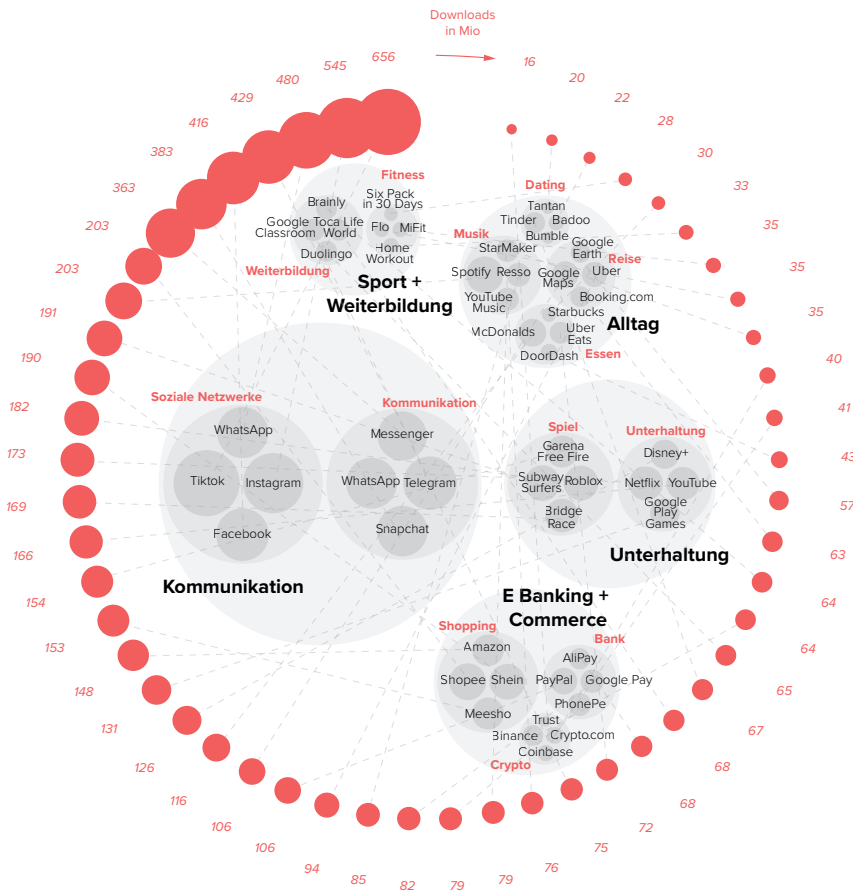 Downloads
in Mio
16
20
22
28
30
33
35
35
35
40
41
43
57
63
64
64
65
67
68
68
72
75
76
79
79
82
85
94
106
106
116
126
131
148
153
154
166
169
173
182
190
191
203
203
363
383
416
429
480
545
656
Fitness
Six Pack
in 30 Days
Brainly
Google
Classroom
Toca Life
World
Flo
MiFit
Duolingo
Home
Workout
Weiterbildung
Sport +
Weiterbildung
Dating
Tantan
Tinder
Badoo
Bumble
Musik
StarMaker
Google
Earth
Reise
Spotify
Resso
Google
Maps
Uber
YouTube
Music
Booking.com
Starbucks
Alltag
McDonalds
Uber
Eats
DoorDash
Essen
Soziale Netzwerke
WhatsApp
Tiktok
Instagram
Facebook
Kommunikation
Messenger
WhatsApp
Telegram
Snapchat
Kommunikation
Spiel
Garena
Free Fire
Subway
Surfers
Roblox
Bridge
Race
Unterhaltung
Disney+
Netflix
YouTube
Google
Play
Games
Unterhaltung
E Banking +
Commerce
Shopping
Amazon
Shopee
Shein
Meesho
Bank
AliPay
PayPal
Google Pay
PhonePe
Trust
Binance
Crypto.com
Coinbase
Crypto